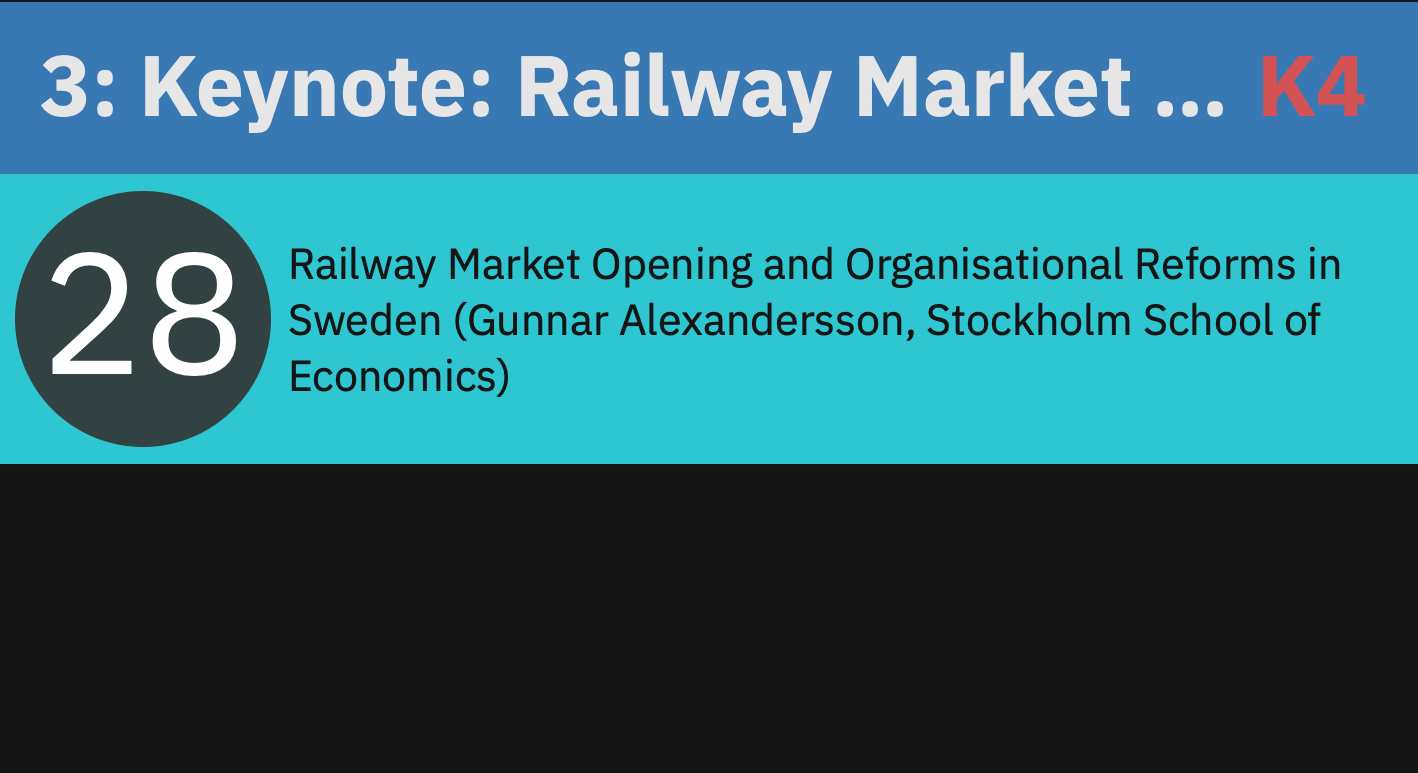 3: Keynote: Railway Market ... K4
28
Railway Market Opening and Organisational Reforms in
Sweden (Gunnar Alexandersson, Stockholm School of
Economics)